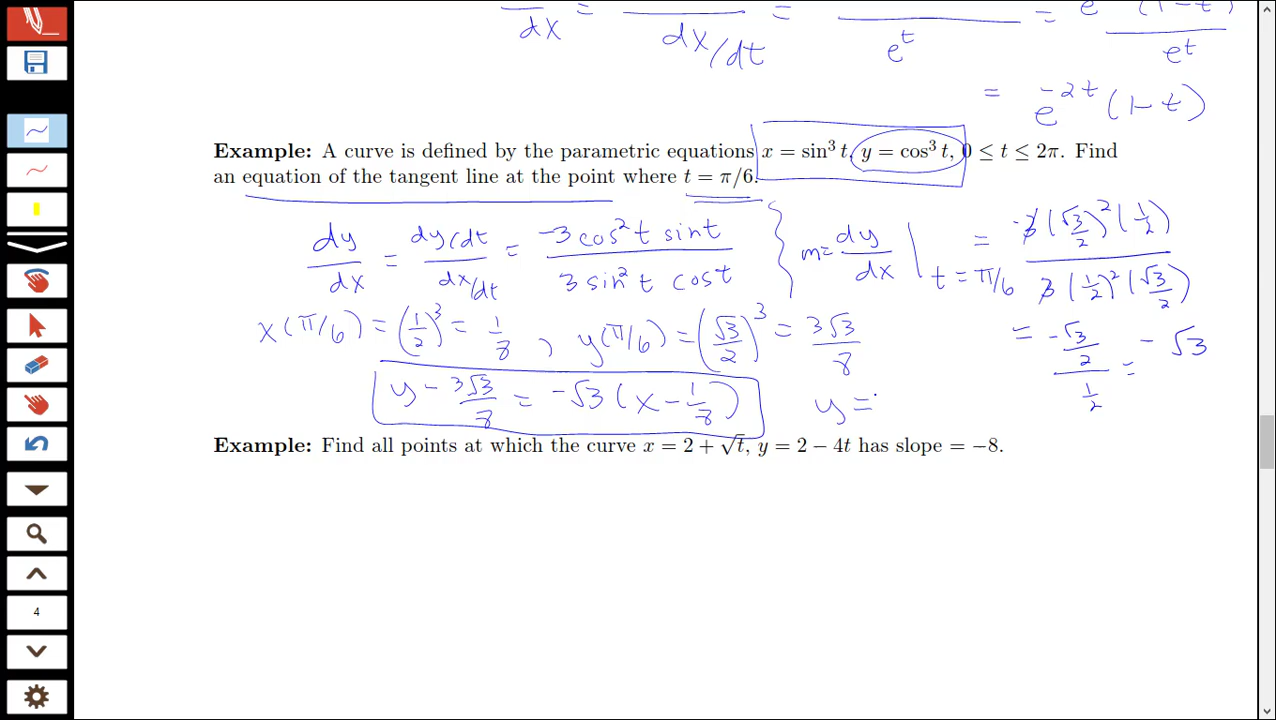 dy/dx = = = e (1-t)
dx dx/dt e^t e^t
= e^{-2t} (1-t)
Example: A curve is defined by the parametric equations x = sin³ t, y = cos³ t, 0 ≤ t ≤ 2π. Find
an equation of the tangent line at the point where t = π/6.
dy/dx = (dy/dt)/(dx/dt) = (-3 cos² t sin t)/(3 sin² t cos t) } m = dy/dx |_{t = π/6} = (-3 (√3/2)² (1/2))/(3 (1/2)² (√3/2))
x(π/6) = (1/2)³ = 1/8 , y(π/6) = (√3/2)³ = 3√3/8 = (-√3/2)/(1/2) = -√3
y - 3√3/8 = -√3 (x - 1/8) y =
Example: Find all points at which the curve x = 2 + √t, y = 2 − 4t has slope = −8.
4